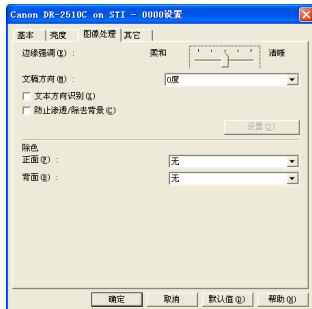 Canon DR-2510C on STI - 0000设置
基本 亮度 图像处理 其它
边缘强调(E): 柔和 清晰
文稿方向(M): 0度
文本方向识别(X)
防止渗透/除去背景(C)
设置(G)
除色
正面(F): 无
背面(B): 无
确定 取消 默认值(D) 帮助(H)